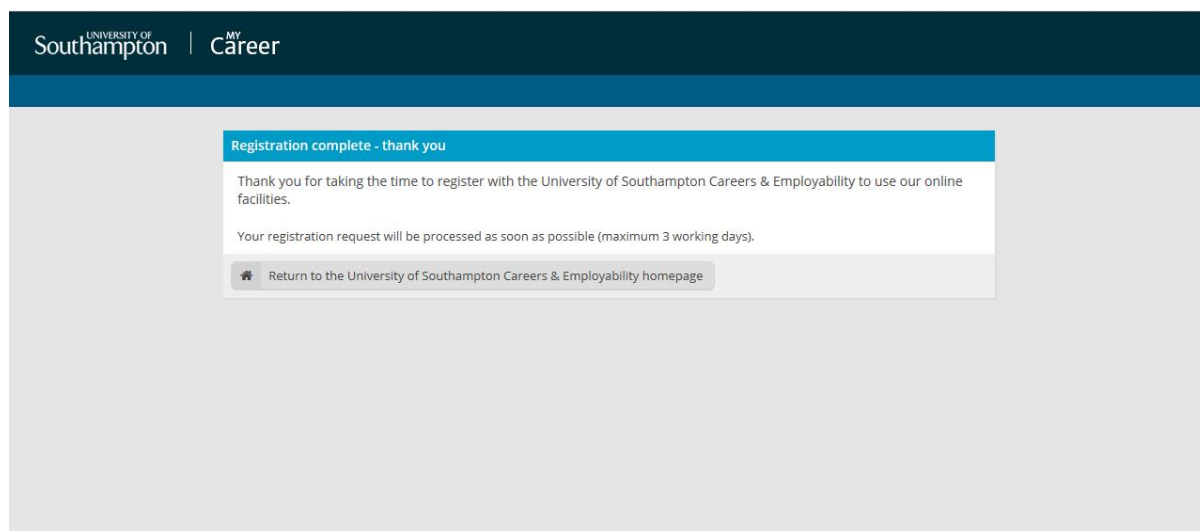 UNIVERSITY OF
Southampton
MY
Career
Registration complete - thank you
Thank you for taking the time to register with the University of Southampton Careers & Employability to use our online
facilities.
Your registration request will be processed as soon as possible (maximum 3 working days).
Return to the University of Southampton Careers & Employability homepage